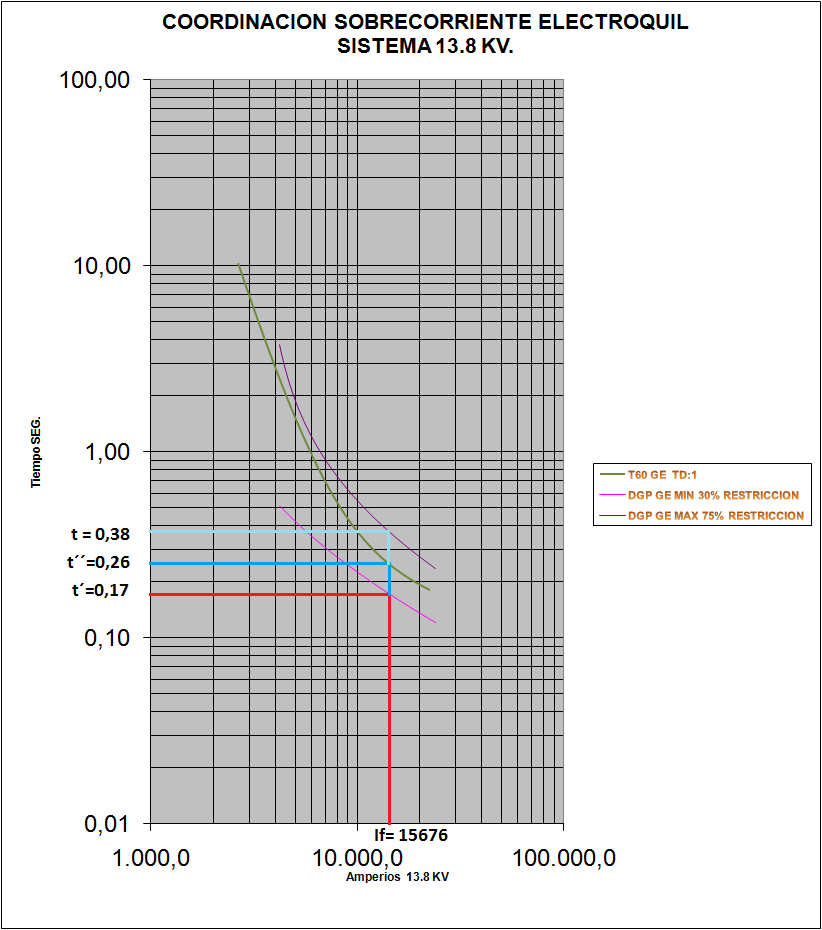 COORDINACION SOBRECORRIENTE ELECTROQUIL
SISTEMA 13.8 KV.
100,00
10,00
1,00
t = 0,38
t´´=0,26
t´=0,17
0,10
0,01
Tiempo SEG.
If= 15676
1.000,0
10.000,0
100.000,0
Amperios 13.8 KV
T60 GE TD:1
DGP GE MIN 30% RESTRICCION
DGP GE MAX 75% RESTRICCION